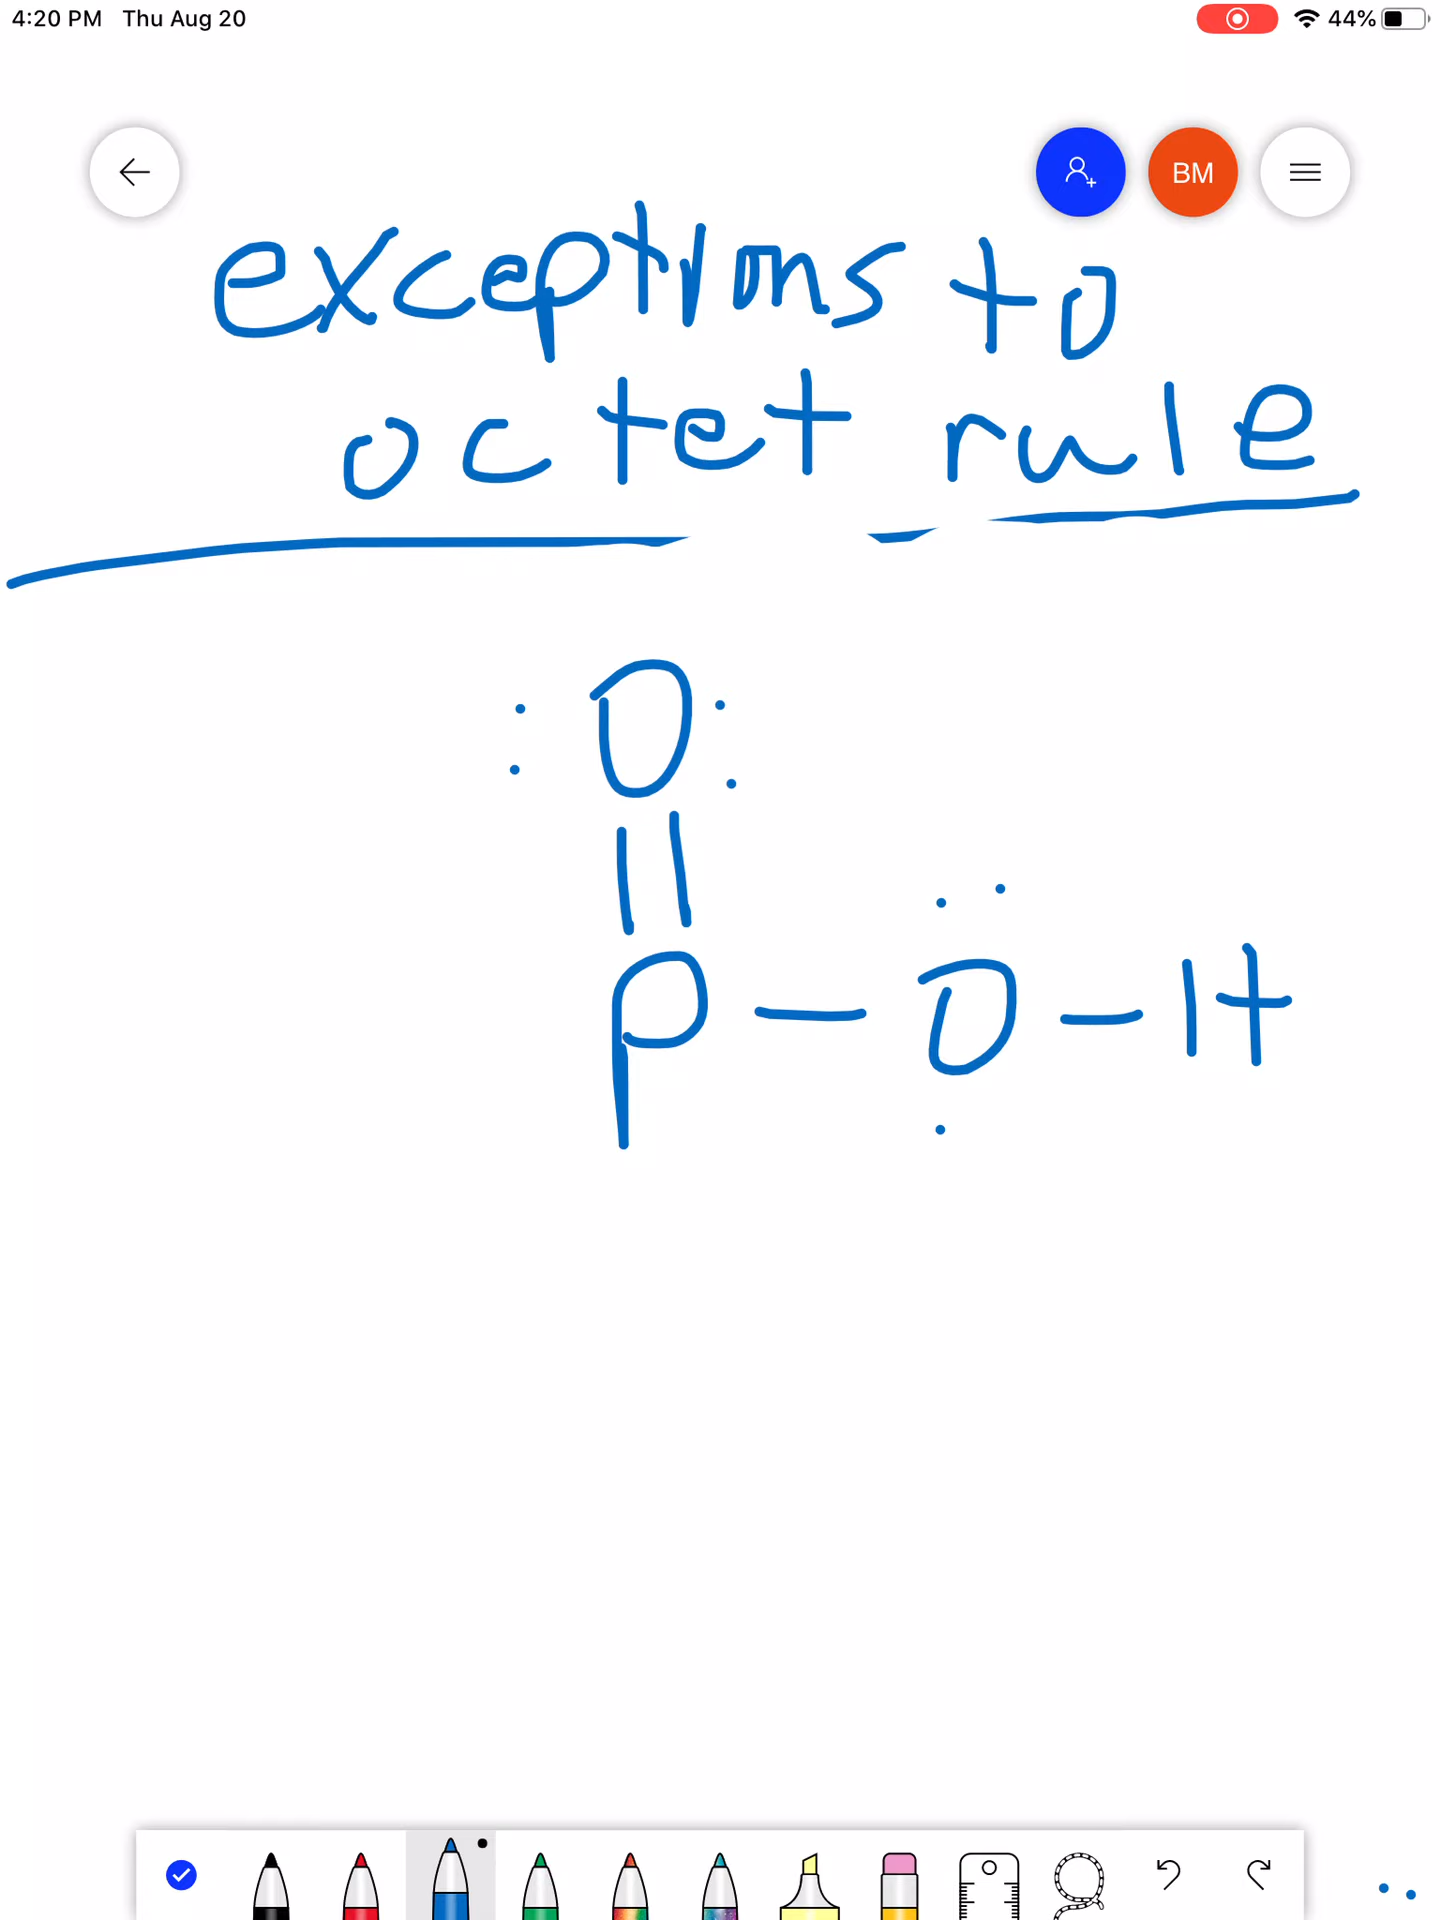 4:20 PM Thu Aug 20 44%
BM
exceptions to
octet rule
O
P - O - H